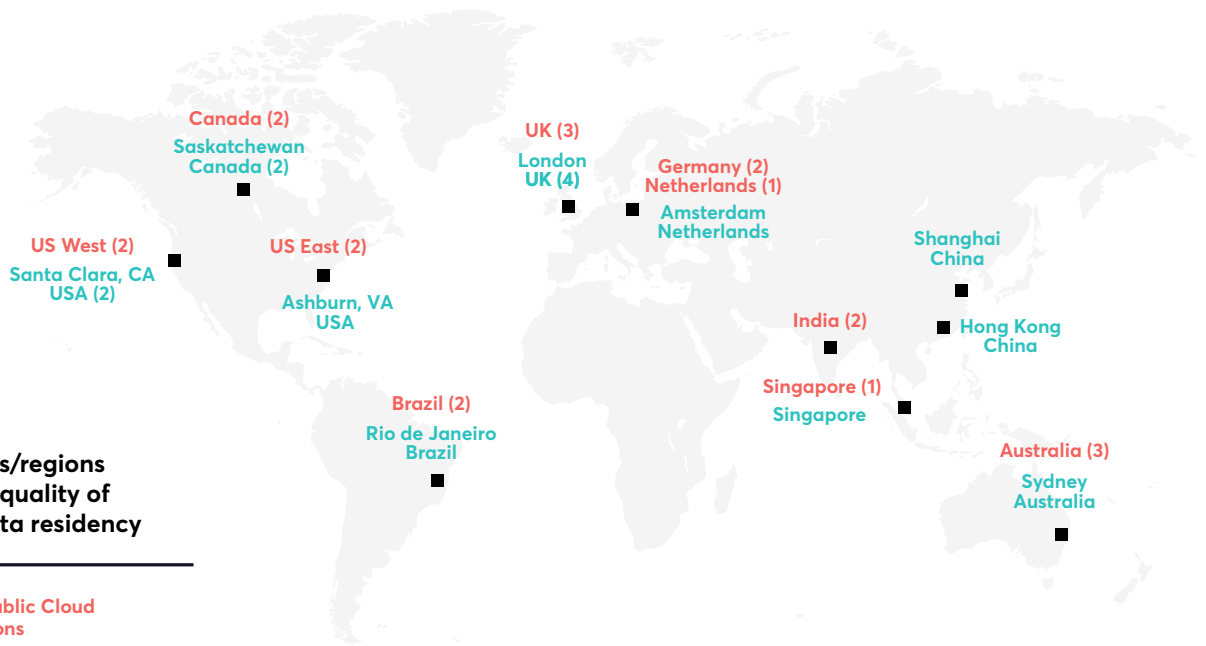 Canada (2)
Saskatchewan
Canada (2)
UK (3)
London
UK (4)
Germany (2)
Netherlands (1)
Amsterdam
Netherlands
US West (2)
Santa Clara, CA
USA (2)
US East (2)
Ashburn, VA
USA
Shanghai
China
Hong Kong
China
India (2)
Singapore (1)
Singapore
Brazil (2)
Rio de Janeiro
Brazil
Australia (3)
Sydney
Australia
s/regions
quality of
ta residency
ublic Cloud
ons